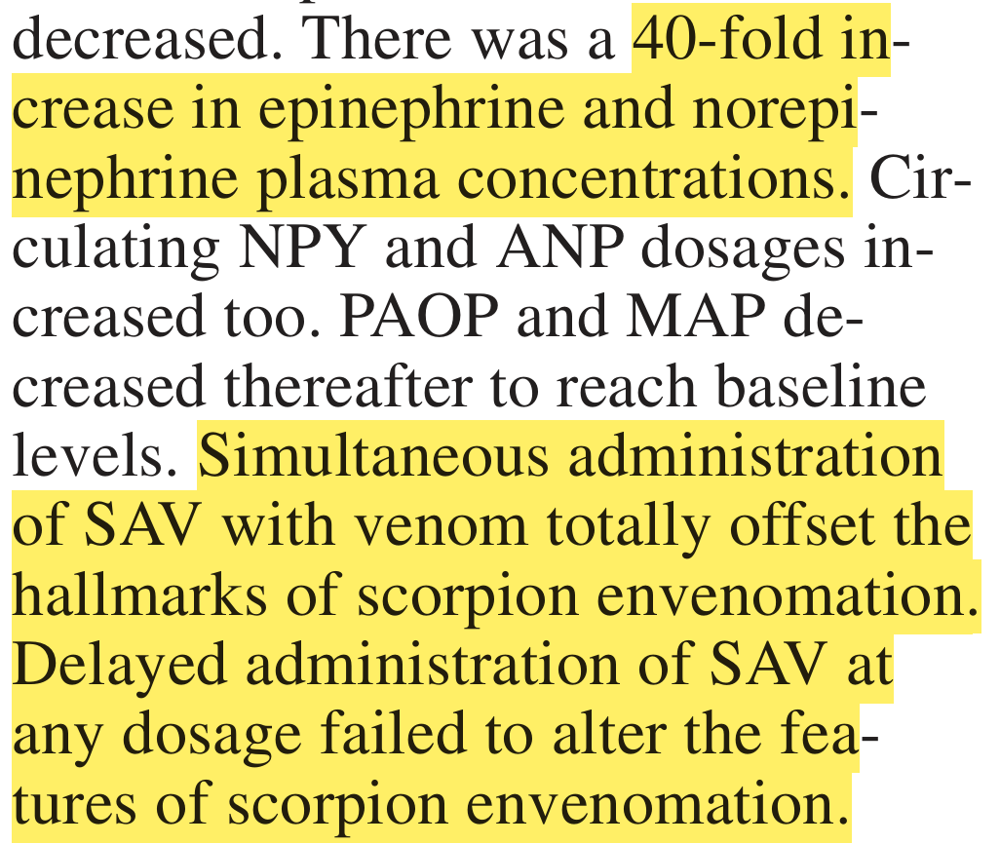 decreased. There was a 40-fold in-
crease in epinephrine and norepi-
nephrine plasma concentrations. Cir-
culating NPY and ANP dosages in-
creased too. PAOP and MAP de-
creased thereafter to reach baseline
levels. Simultaneous administration
of SAV with venom totally offset the
hallmarks of scorpion envenomation.
Delayed administration of SAV at
any dosage failed to alter the fea-
tures of scorpion envenomation.